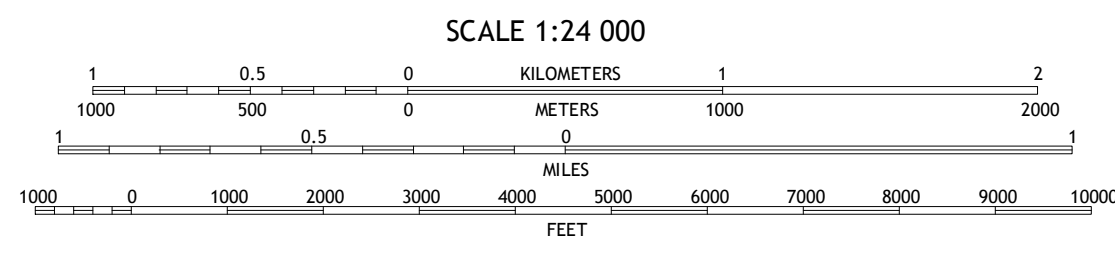 SCALE 1:24 000
1 0.5 0 KILOMETERS 1 2
1000 500 0 METERS 1000 2000
1 0.5 0 1
MILES
1000 0 1000 2000 3000 4000 5000 6000 7000 8000 9000 10000
FEET